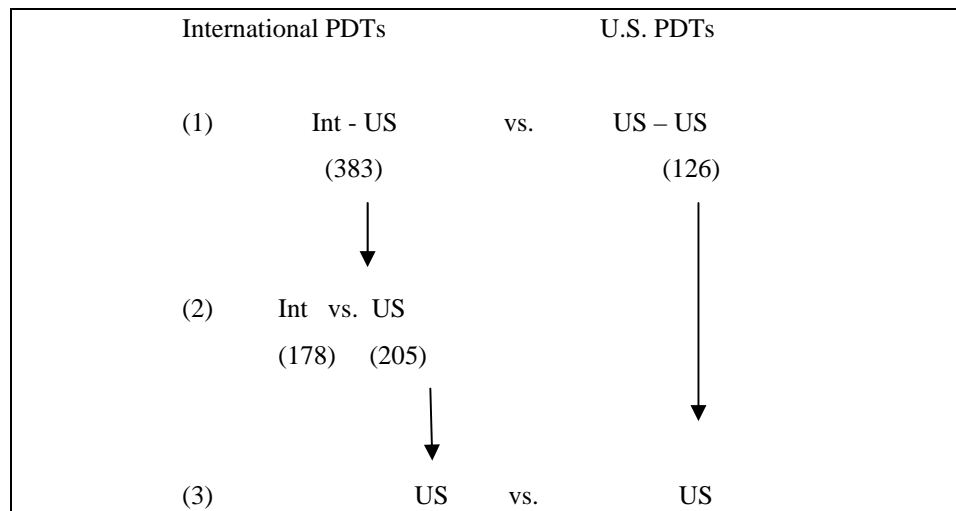 International PDTs U.S. PDTs
(1) Int - US vs. US – US
(383) (126)
(2) Int vs. US
(178) (205)
(3) US vs. US